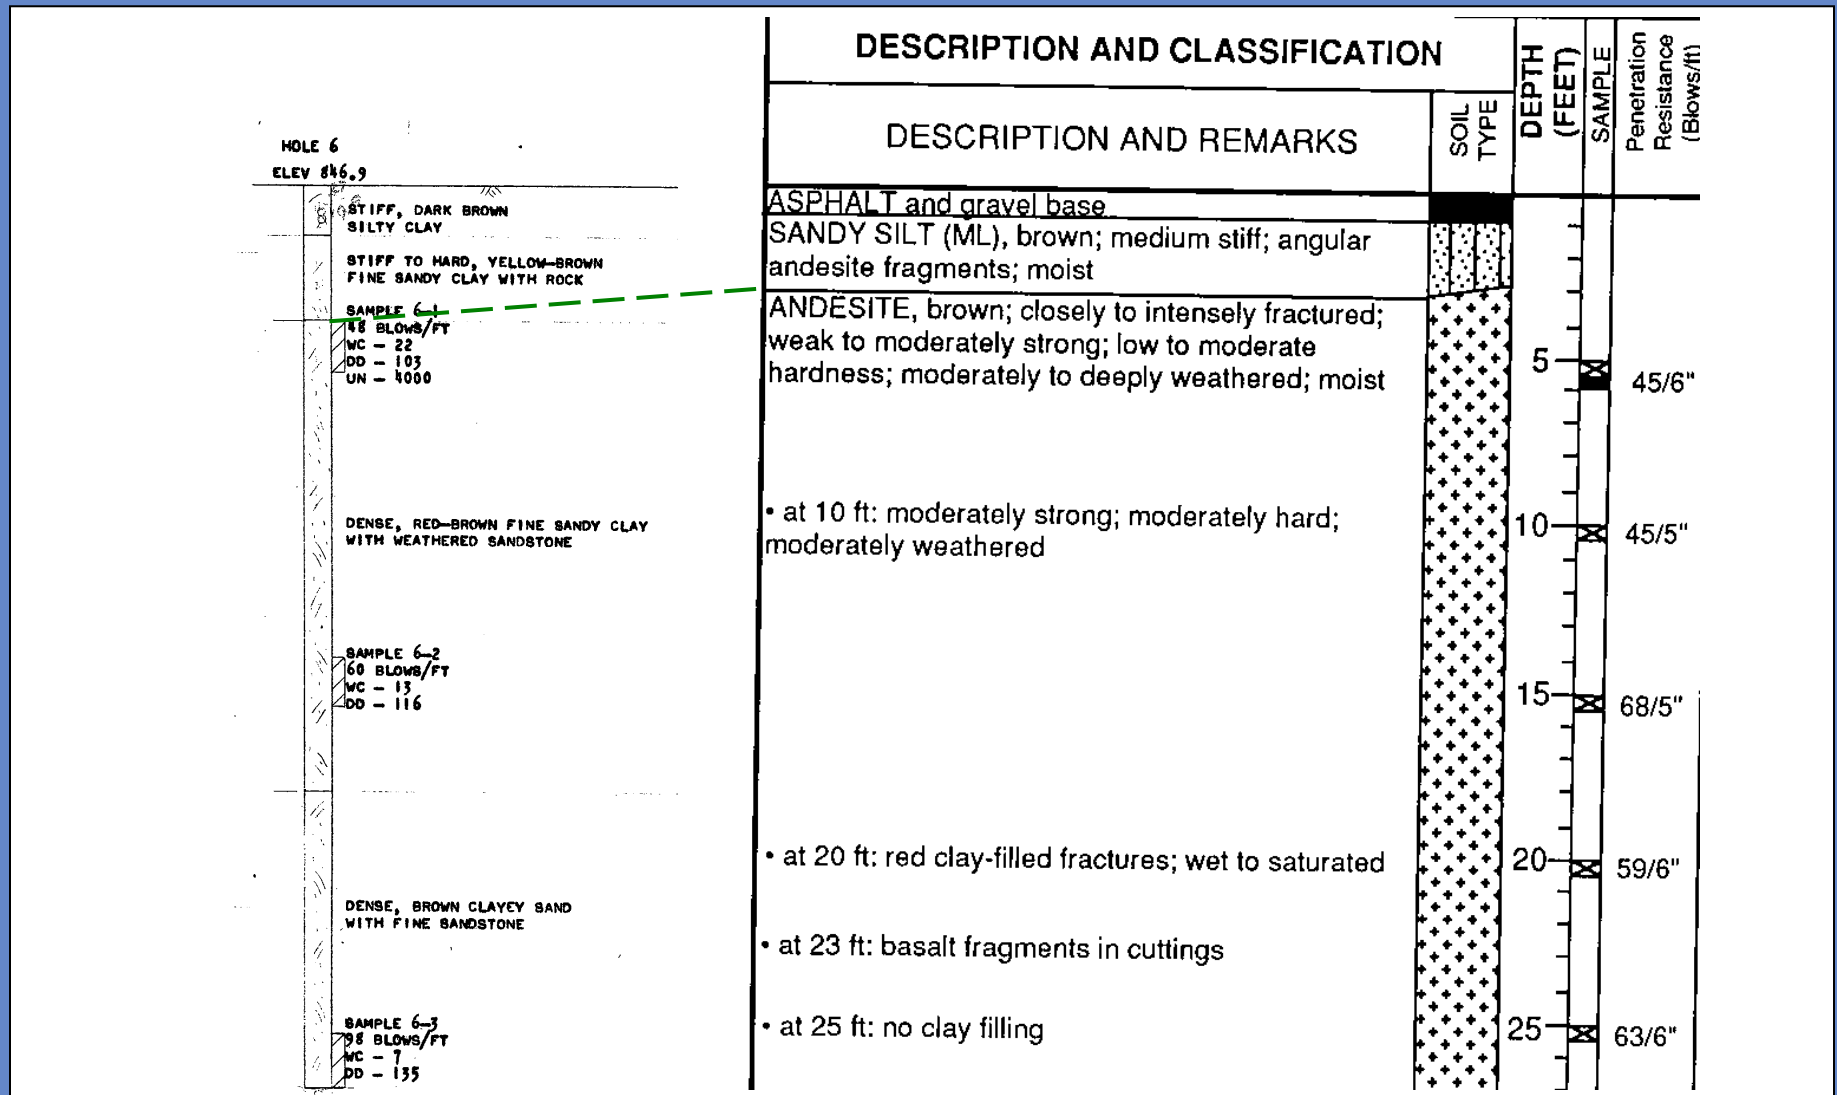 HOLE 6
ELEV 846.9
STIFF, DARK BROWN
SILTY CLAY
STIFF TO HARD, YELLOW-BROWN
FINE SANDY CLAY WITH ROCK
SAMPLE 6-1
48 BLOWS/FT
WC - 22
DD - 103
UN - 4000
DENSE, RED-BROWN FINE SANDY CLAY
WITH WEATHERED SANDSTONE
SAMPLE 6-2
60 BLOWS/FT
WC - 13
DD - 116
DENSE, BROWN CLAYEY SAND
WITH FINE SANDSTONE
SAMPLE 6-3
98 BLOWS/FT
WC - 7
DD - 135
DESCRIPTION AND CLASSIFICATION
DESCRIPTION AND REMARKS
SOIL
TYPE
DEPTH
(FEET)
SAMPLE
Penetration
Resistance
(Blows/ft)
ASPHALT and gravel base
SANDY SILT (ML), brown; medium stiff; angular
andesite fragments; moist
ANDESITE, brown; closely to intensely fractured;
weak to moderately strong; low to moderate
hardness; moderately to deeply weathered; moist
5
45/6"
• at 10 ft: moderately strong; moderately hard;
moderately weathered
10
45/5"
15
68/5"
• at 20 ft: red clay-filled fractures; wet to saturated
20
59/6"
• at 23 ft: basalt fragments in cuttings
• at 25 ft: no clay filling
25
63/6"